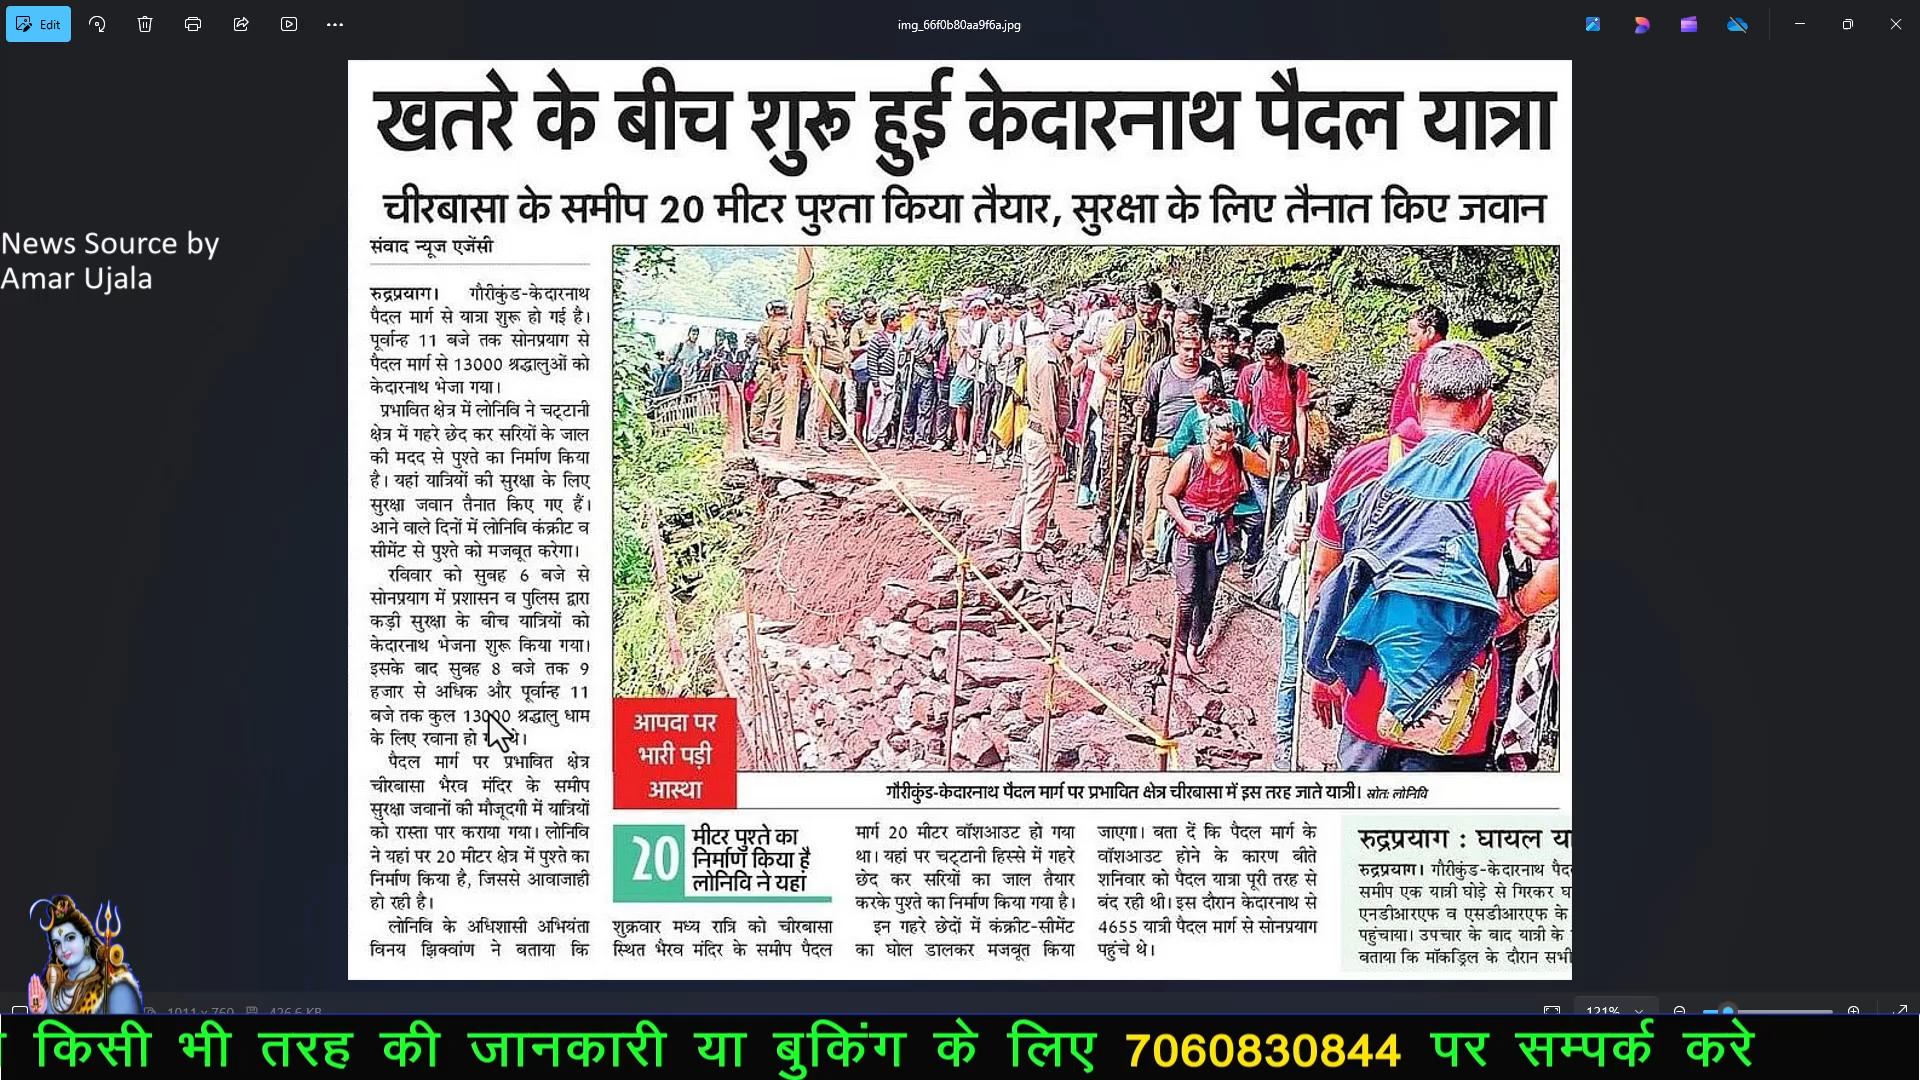 Edit
img_66f0b80aa9f6a.jpg
खतरे के बीच शुरू हुई केदारनाथ पैदल यात्रा
चीरबासा के समीप 20 मीटर पुश्ता किया तैयार, सुरक्षा के लिए तैनात किए जवान
News Source by
Amar Ujala
संवाद न्यूज एजेंसी
रुद्रप्रयाग। गौरीकुंड-केदारनाथ
पैदल मार्ग से यात्रा शुरू हो गई है।
पूर्वान्ह 11 बजे तक सोनप्रयाग से
पैदल मार्ग से 13000 श्रद्धालुओं को
केदारनाथ भेजा गया।
प्रभावित क्षेत्र में लोनिवि ने चट्टानी
क्षेत्र में गहरे छेद कर सरियों के जाल
की मदद से पुश्ते का निर्माण किया
है। यहां यात्रियों की सुरक्षा के लिए
सुरक्षा जवान तैनात किए गए हैं।
आने वाले दिनों में लोनिवि कंक्रीट व
सीमेंट से पुश्ते को मजबूत करेगा।
रविवार को सुबह 6 बजे से
सोनप्रयाग में प्रशासन व पुलिस द्वारा
कड़ी सुरक्षा के बीच यात्रियों को
केदारनाथ भेजना शुरू किया गया।
इसके बाद सुबह 8 बजे तक 9
हजार से अधिक और पूर्वान्ह 11
बजे तक कुल 13000 श्रद्धालु धाम
के लिए रवाना हो
पैदल मार्ग पर प्रभावित क्षेत्र
चीरबासा भैरव मंदिर के समीप
सुरक्षा जवानों की मौजूदगी में यात्रियों
को रास्ता पार कराया गया। लोनिवि
ने यहां पर 20 मीटर क्षेत्र में पुश्ते का
निर्माण किया है, जिससे आवाजाही
हो रही है।
लोनिवि के अधिशासी अभियंता
विनय झिक्वांण ने बताया कि
आपदा पर
भारी पड़ी
आस्था
गौरीकुंड-केदारनाथ पैदल मार्ग पर प्रभावित क्षेत्र चीरबासा में इस तरह जाते यात्री। स्रोत: लोनिवि
20 मीटर पुश्ते का
निर्माण किया है
लोनिवि ने यहां
शुक्रवार मध्य रात्रि को चीरबासा
स्थित भैरव मंदिर के समीप पैदल
मार्ग 20 मीटर वॉशआउट हो गया
था। यहां पर चट्टानी हिस्से में गहरे
छेद कर सरियों का जाल तैयार
करके पुश्ते का निर्माण किया गया है।
इन गहरे छेदों में कंक्रीट-सीमेंट
का घोल डालकर मजबूत किया
जाएगा। बता दें कि पैदल मार्ग के
वॉशआउट होने के कारण बीते
शनिवार को पैदल यात्रा पूरी तरह से
बंद रही थी। इस दौरान केदारनाथ से
4655 यात्री पैदल मार्ग से सोनप्रयाग
पहुंचे थे।
रुद्रप्रयाग : घायल
रुद्रप्रयाग। गौरीकुंड-केदारनाथ
समीप एक यात्री घोड़े से गिरकर
एनडीआरएफ व एसडीआरएफ के
पहुंचाया। उपचार के बाद यात्री के
बताया कि मॉकड्रिल के दौरान सभी
121%
किसी भी तरह की जानकारी या बुकिंग के लिए 7060830844 पर सम्पर्क करे